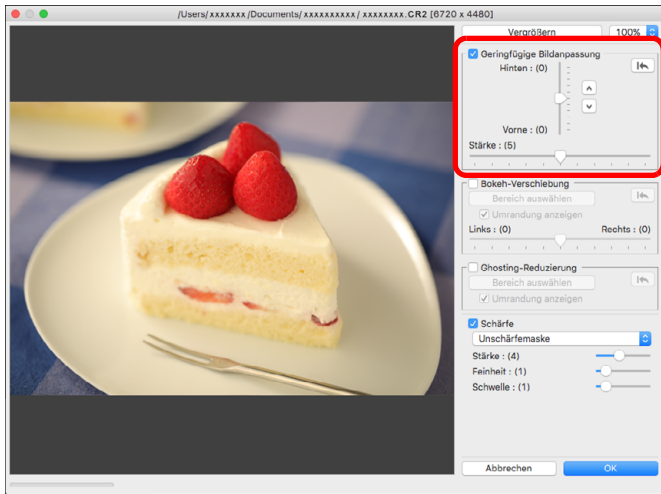 /Users/xxxxxxx/Documents/xxxxxxxxxx/xxxxxxxx.CR2 [6720 x 4480]
Vergrößern 100%
Geringfügige Bildanpassung
Hinten : (0)
Vorne : (0)
Stärke : (5)
Bokeh-Verschiebung
Bereich auswählen
Umrandung anzeigen
Links : (0) Rechts : (0)
Ghosting-Reduzierung
Bereich auswählen
Umrandung anzeigen
Schärfe
Unschärfemaske
Stärke : (4)
Feinheit : (1)
Schwelle : (1)
Abbrechen OK